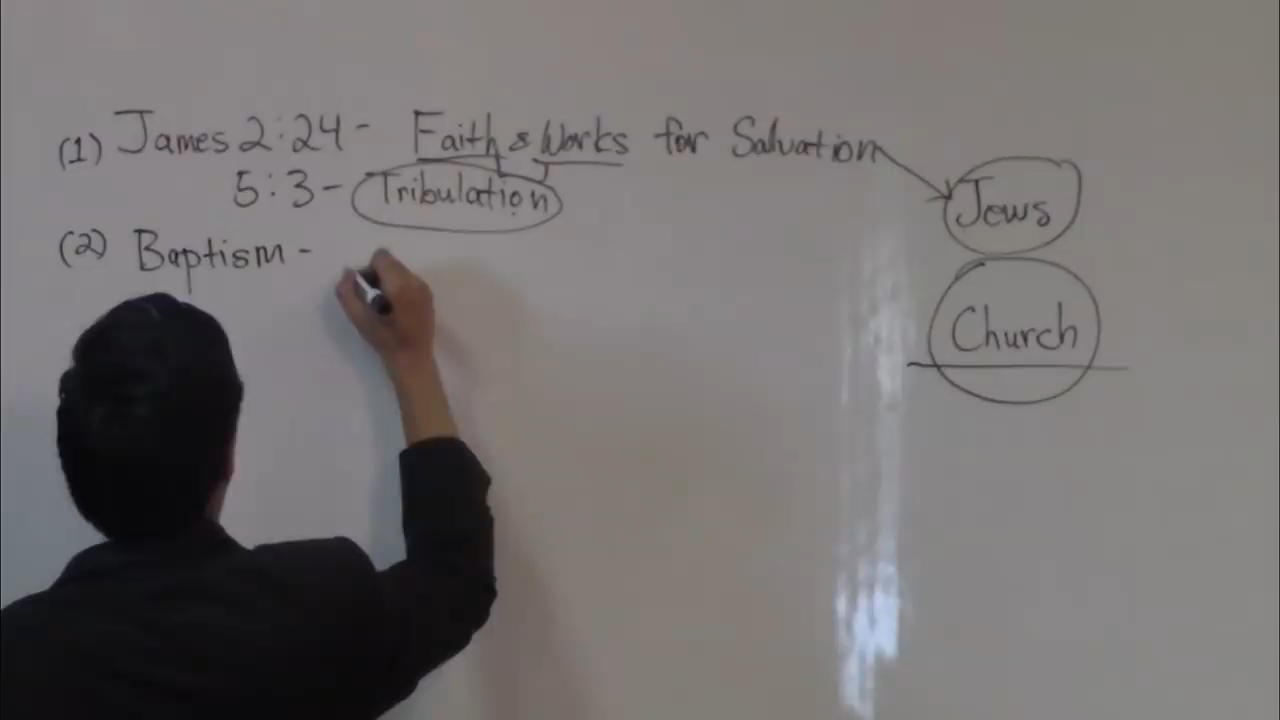 (1) James 2:24 - Faith & Works for Salvation
5:3 - Tribulation
Jews
(2) Baptism -
Church